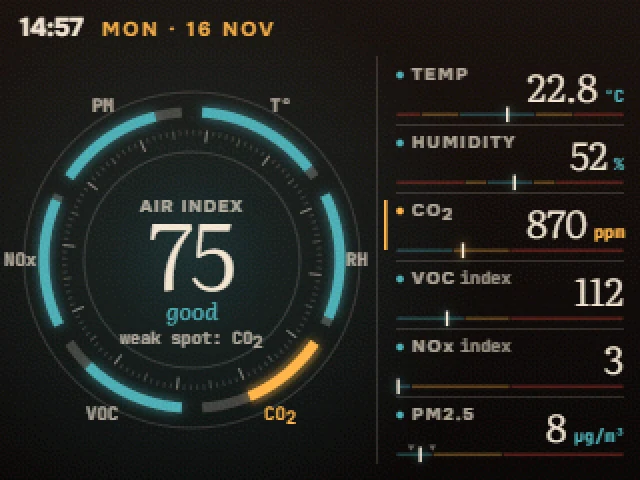 14:57 MON · 16 NOV
PM
T°
NOx
RH
VOC
CO2
AIR INDEX
75
good
weak spot: CO2
TEMP
22.8 °C
HUMIDITY
52 %
CO2
870 ppm
VOC index
112
NOx index
3
PM2.5
8 µg/m³